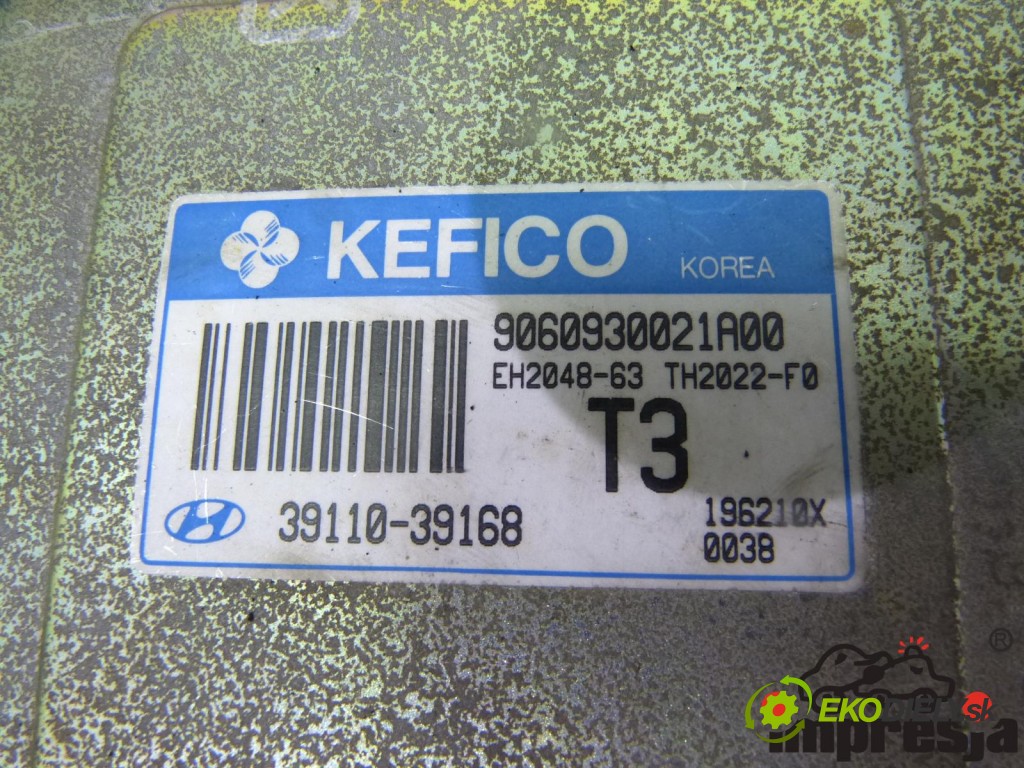 KEFICO
KOREA
9060930021A00
EH2048-63 TH2022-F0
T3
39110-39168
196210X
0038
®
EKO
impresja